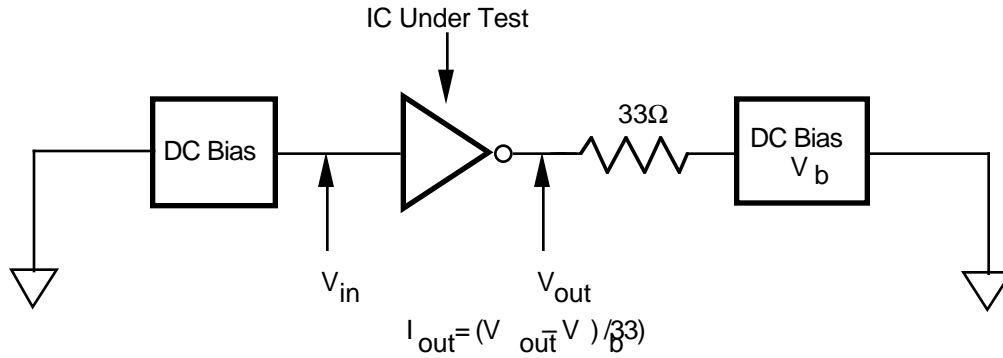 IC Under Test
33Ω
DC Bias
DC Bias
V b
V in
V out
I out = (V out − V b ) /33)